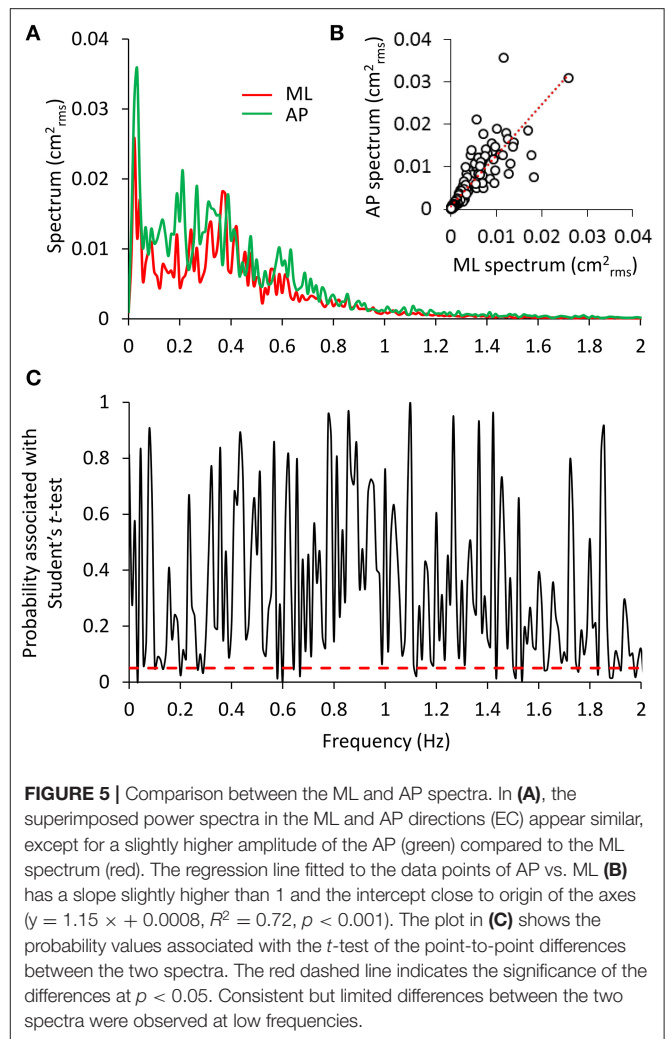 A
B
0.04
0.03
0.02
0.01
0
Spectrum (cm²rms)
ML
AP
0 0.2 0.4 0.6 0.8 1 1.2 1.4 1.6 1.8 2
0.04
0.03
0.02
0.01
0
AP spectrum (cm²rms)
0 0.01 0.02 0.03 0.04
ML spectrum (cm²rms)
C
1
0.8
0.6
0.4
0.2
0
Probability associated with
Student's t-test
0 0.2 0.4 0.6 0.8 1 1.2 1.4 1.6 1.8 2
Frequency (Hz)
FIGURE 5 | Comparison between the ML and AP spectra. In (A), the
superimposed power spectra in the ML and AP directions (EC) appear similar,
except for a slightly higher amplitude of the AP (green) compared to the ML
spectrum (red). The regression line fitted to the data points of AP vs. ML (B)
has a slope slightly higher than 1 and the intercept close to origin of the axes
(y = 1.15 × + 0.0008, R² = 0.72, p < 0.001). The plot in (C) shows the
probability values associated with the t-test of the point-to-point differences
between the two spectra. The red dashed line indicates the significance of the
differences at p < 0.05. Consistent but limited differences between the two
spectra were observed at low frequencies.